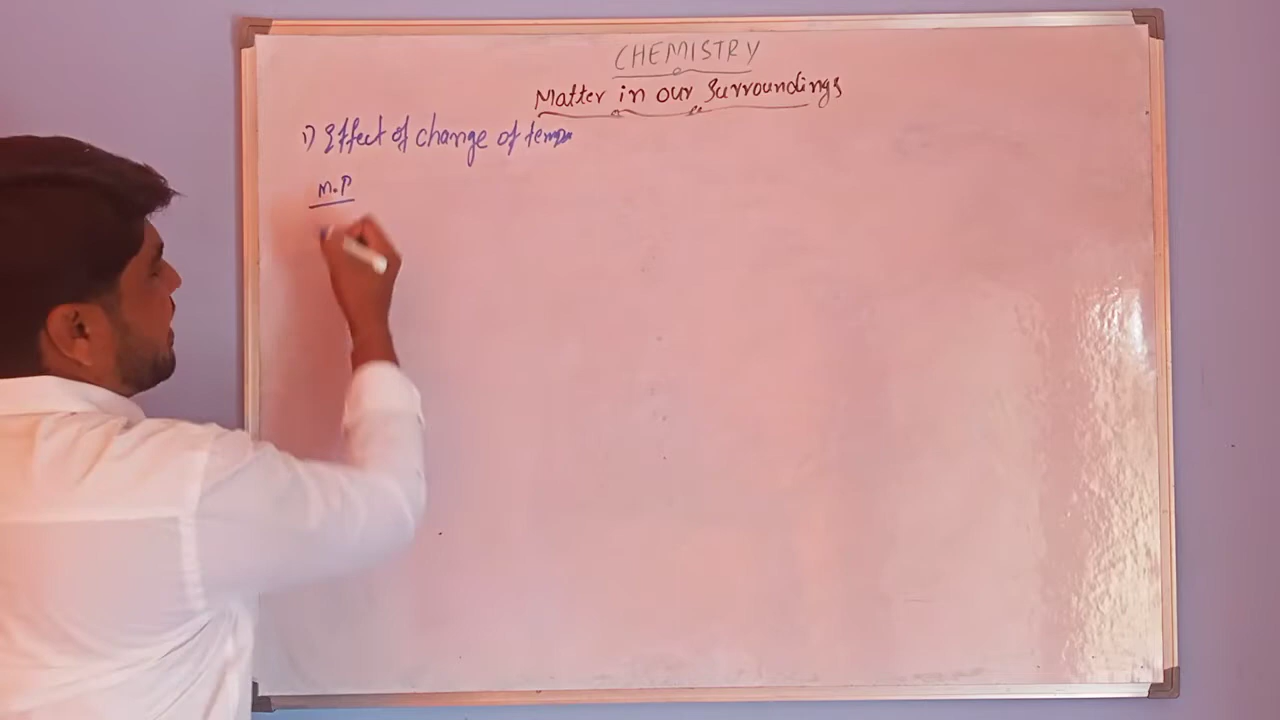 CHEMISTRY
Matter in our Surroundings
1) Effect of change of temp
M.P